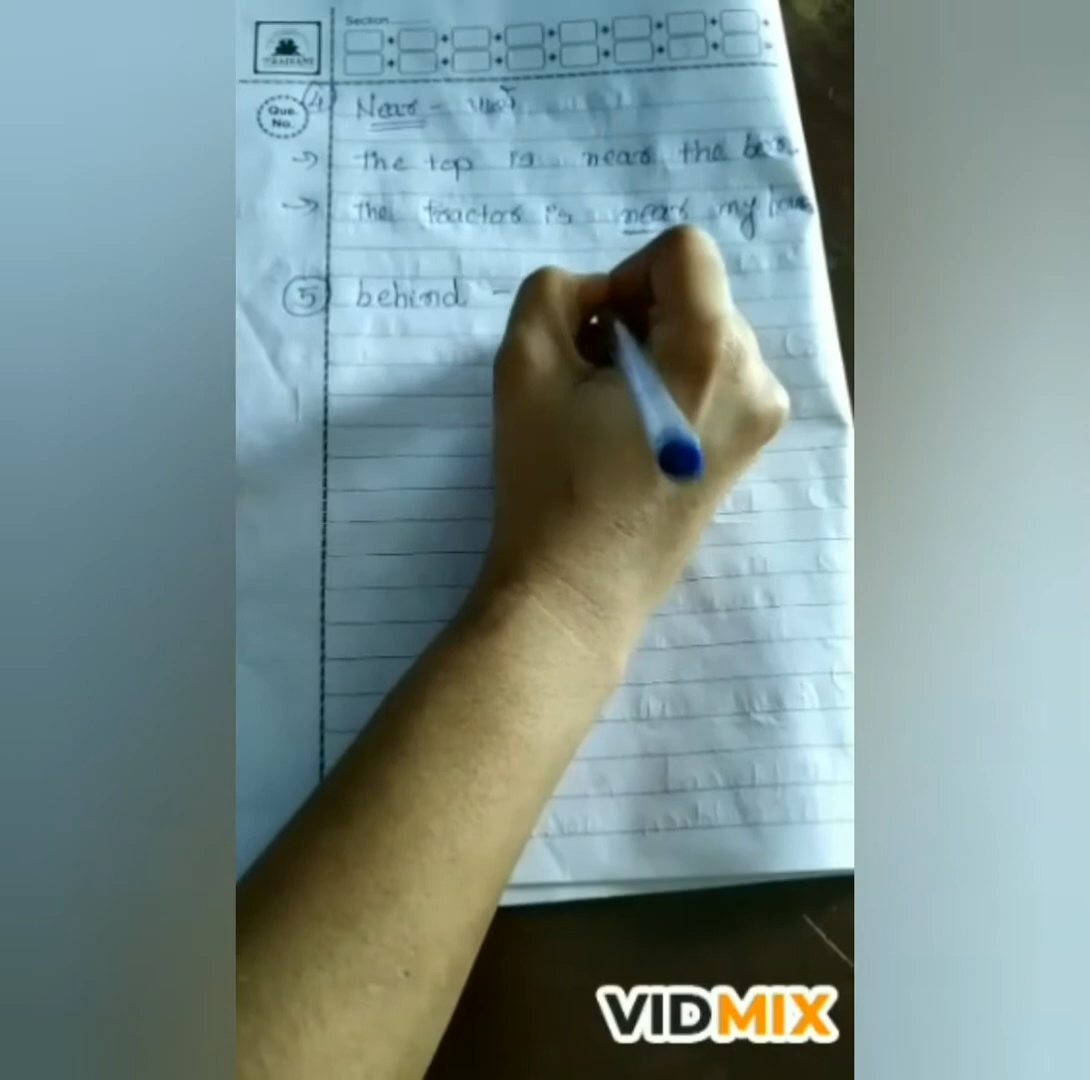 Section
RADIANT
Que. No. 4) Near -
→ The top is near the box.
→ The tractor is near my
5) behind -
VIDMIX